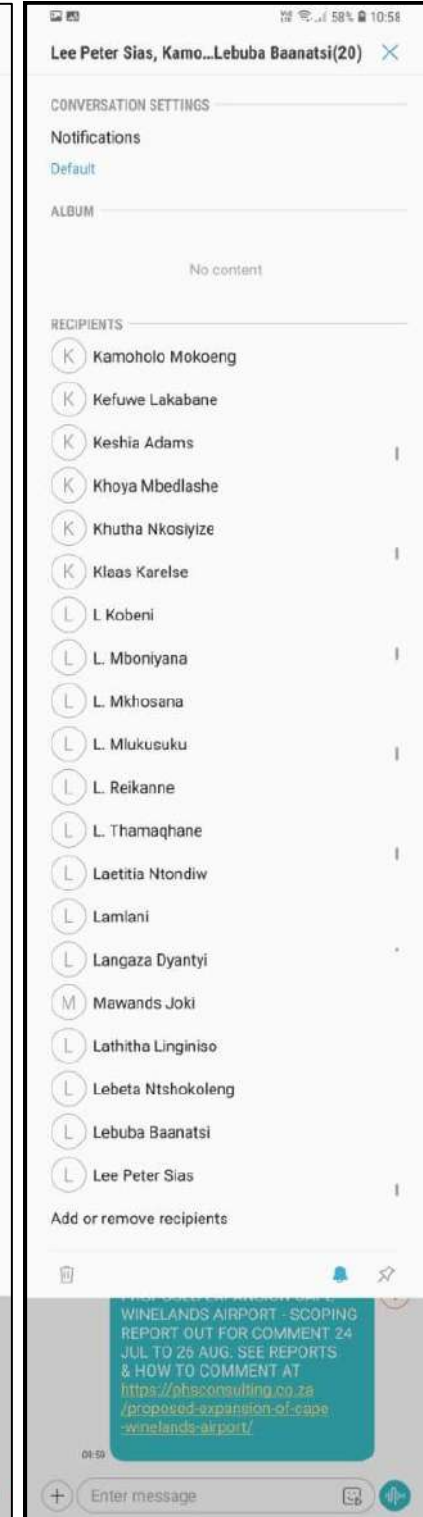 58% 10:58
Lee Peter Sias, Kamo...Lebuba Baanatsi(20)
CONVERSATION SETTINGS
Notifications
Default
ALBUM
No content
RECIPIENTS
K Kamoholo Mokoeng
K Kefuwe Lakabane
K Keshia Adams
K Khoya Mbedlashe
K Khutha Nkosiyize
K Klaas Karelse
L L Kobeni
L L. Mboniyana
L L. Mkhosana
L L. Mlukusuku
L L. Reikanne
L L. Thamaqhane
L Laetitia Ntondiw
L Lamlani
L Langaza Dyantyi
M Mawands Joki
L Lathitha Linginiso
L Lebeta Ntshokoleng
L Lebuba Baanatsi
L Lee Peter Sias
Add or remove recipients
WINELANDS AIRPORT - SCOPING
REPORT OUT FOR COMMENT 24
JUL TO 26 AUG. SEE REPORTS
& HOW TO COMMENT AT
https://phsconsulting.co.za
/proposed-expansion-of-cape
-winelands-airport/
09:59
Enter message